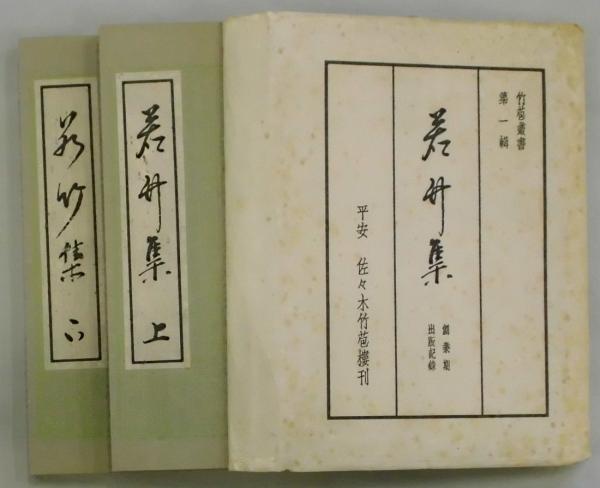 竹苞叢書
第一輯
若竹集
創業期
出版記録
平安 佐々木竹苞樓刊
若竹集 上
若竹集 下